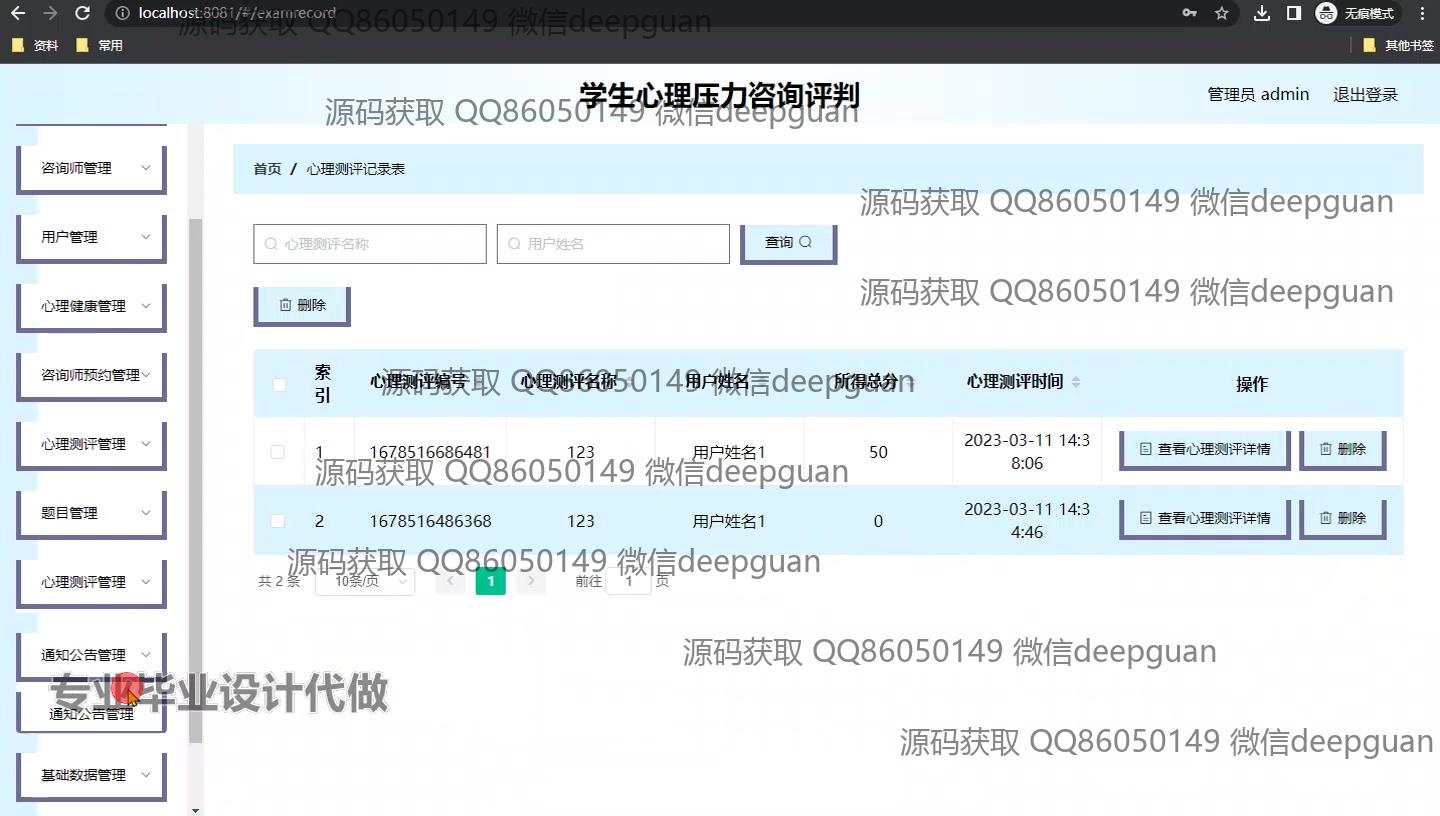 localhost:8081/#/examrecord
无痕模式
源码获取 QQ86050149 微信deepguan
资料
常用
其他书签
学生心理压力咨询评判
管理员 admin
退出登录
源码获取 QQ86050149 微信deepguan
咨询师管理
用户管理
心理健康管理
咨询师预约管理
心理测评管理
题目管理
心理测评管理
通知公告管理
通知公告管理
基础数据管理
专业毕业设计代做
首页 / 心理测评记录表
源码获取 QQ86050149 微信deepguan
心理测评名称
用户姓名
查询
源码获取 QQ86050149 微信deepguan
删除
索引 心理测评编号 心理测评名称 用户姓名 所得总分 心理测评时间 操作
源码获取 QQ86050149 微信deepguan
1 1678516686481 123 用户姓名1 50 2023-03-11 14:38:06 查看心理测评详情 删除
源码获取 QQ86050149 微信deepguan
2 1678516486368 123 用户姓名1 0 2023-03-11 14:34:46 查看心理测评详情 删除
源码获取 QQ86050149 微信deepguan
共 2 条 10条/页 1 前往 1 页
源码获取 QQ86050149 微信deepguan
源码获取 QQ86050149 微信deepguan